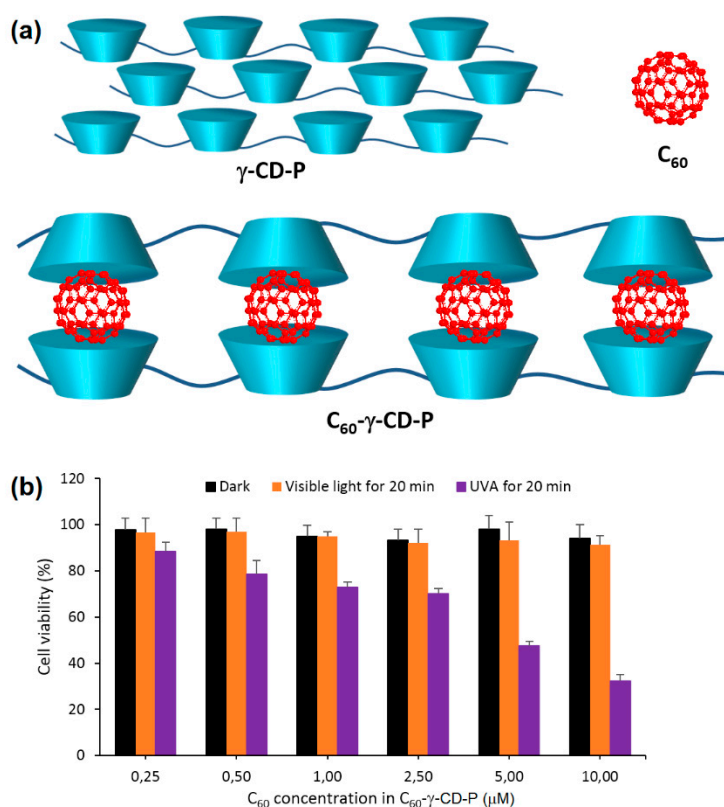 (a)
γ-CD-P
C₆₀
C₆₀-γ-CD-P
(b)
120
Dark
Visible light for 20 min
UVA for 20 min
100
80
60
40
20
0
Cell viability (%)
0,25 0,50 1,00 2,50 5,00 10,00
C₆₀ concentration in C₆₀-γ-CD-P (μM)